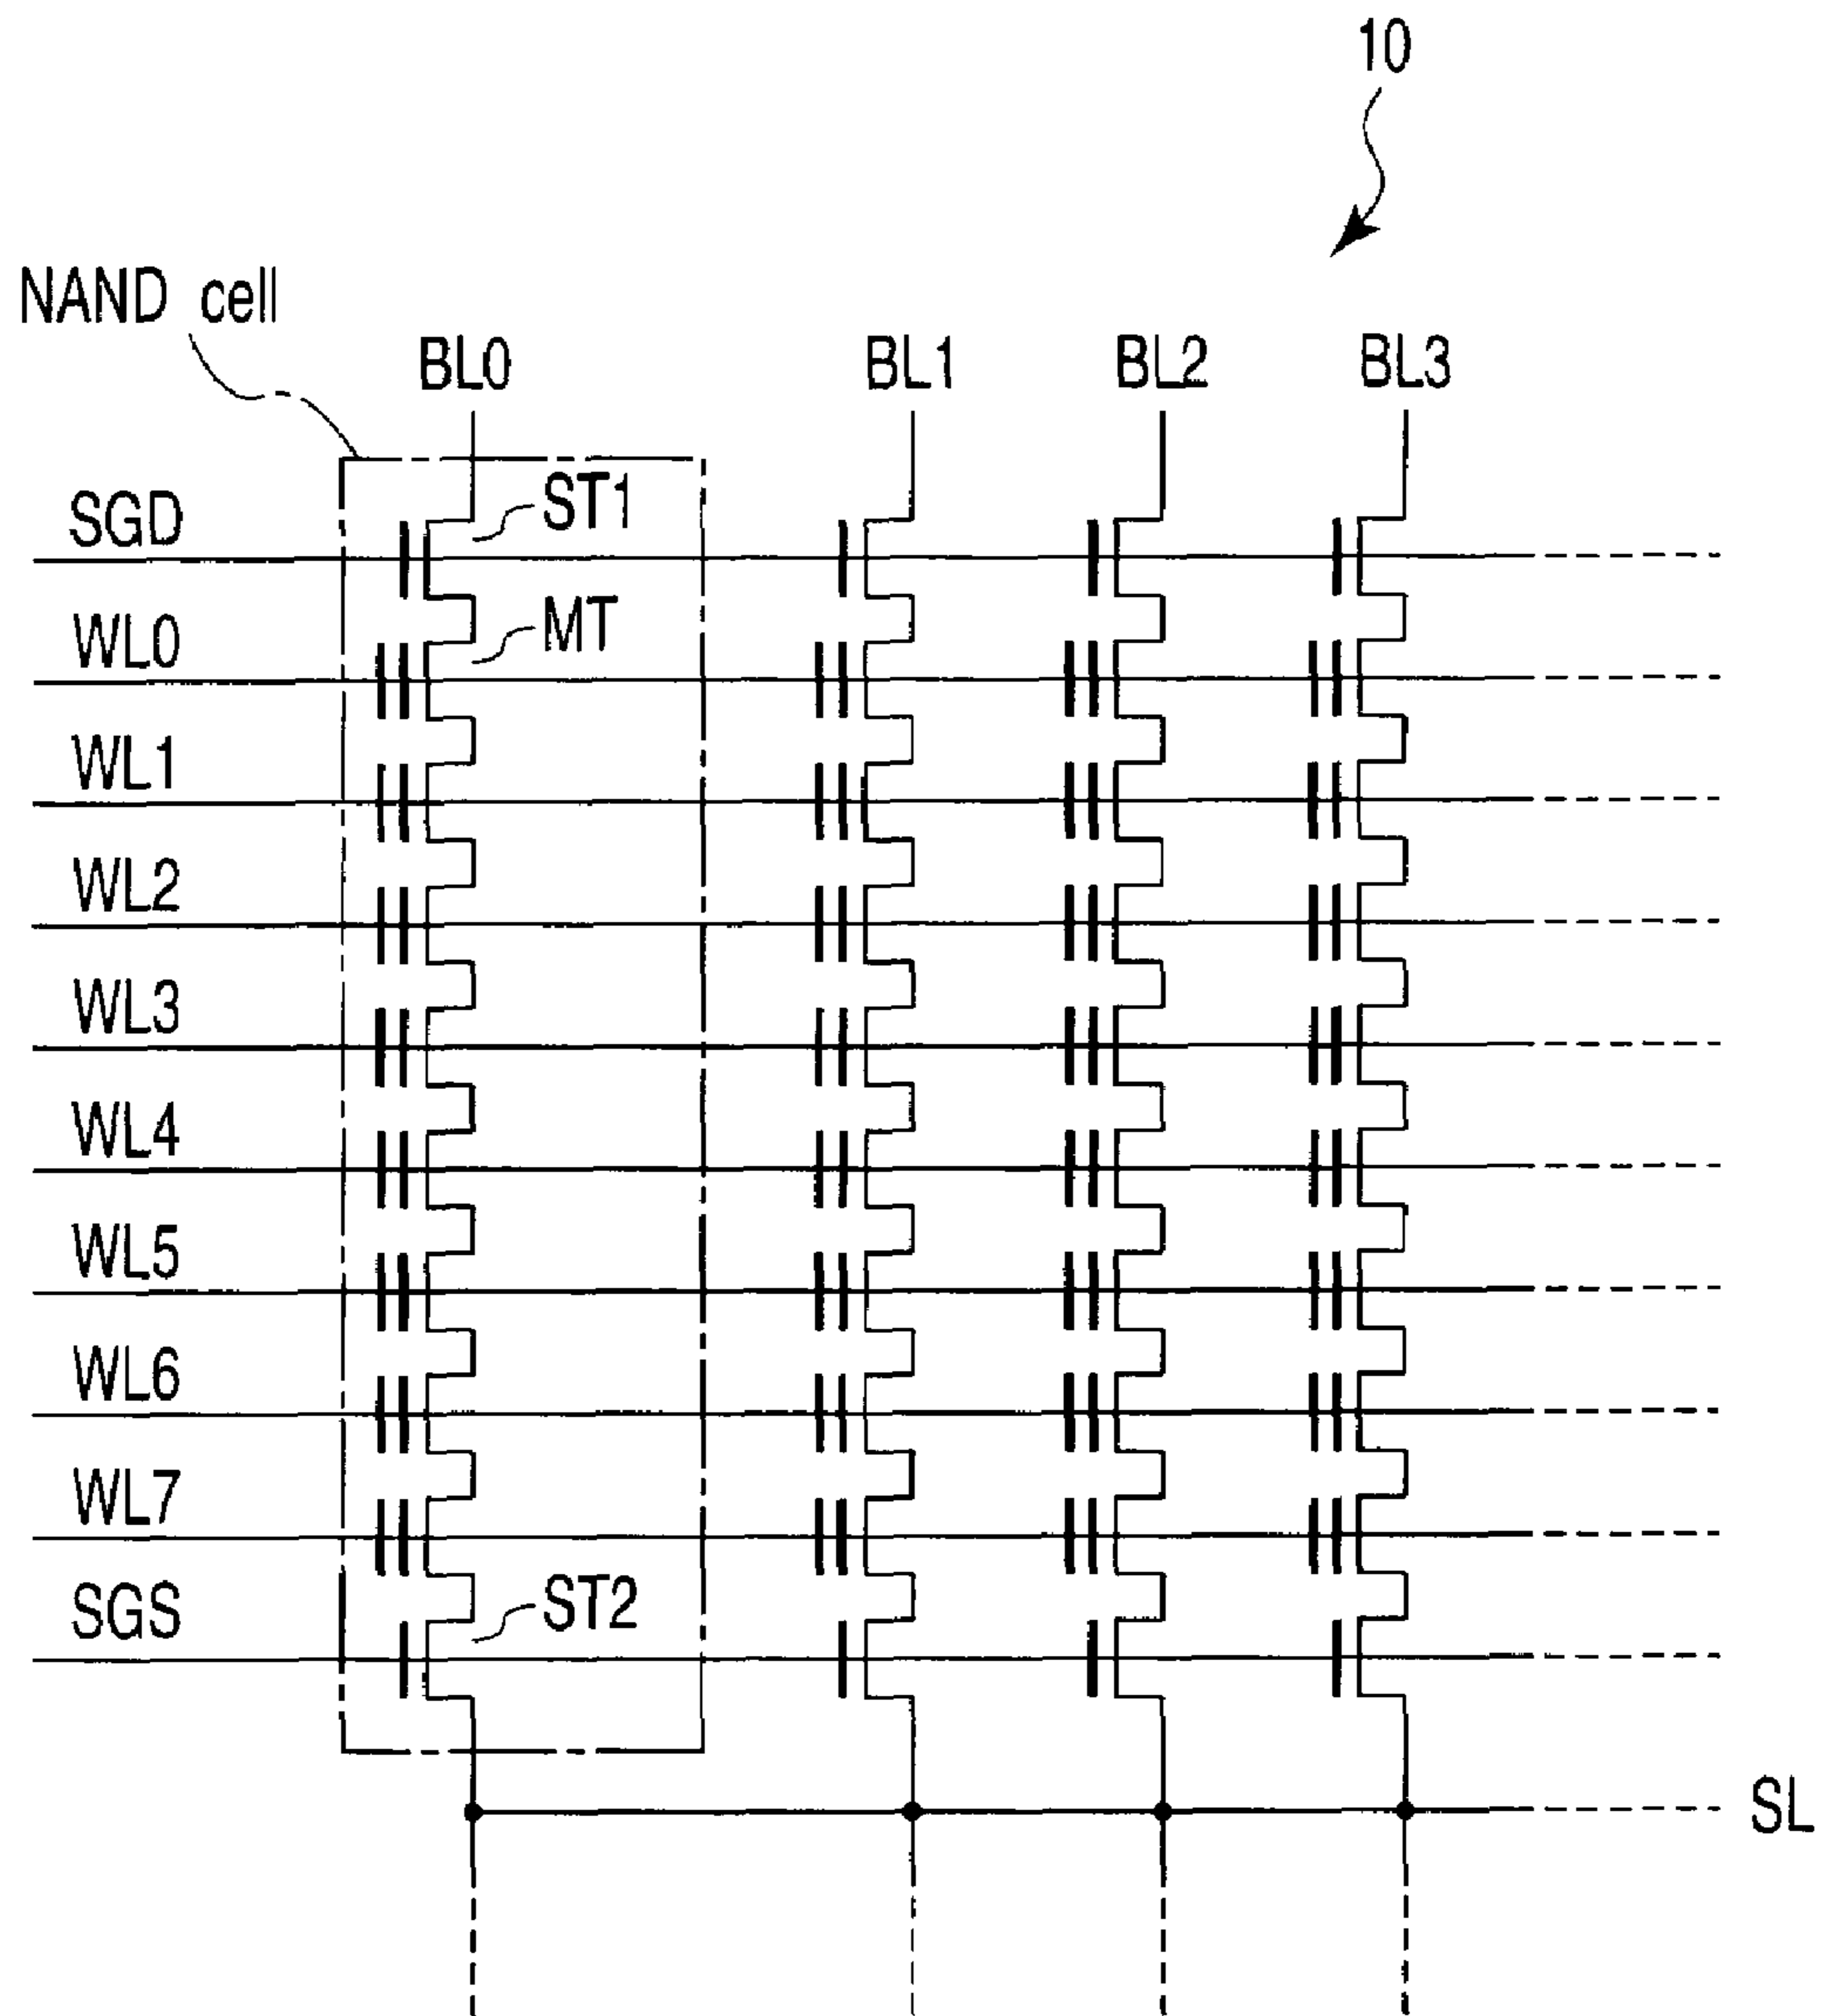 10
NAND cell
BL0 BL1 BL2 BL3
SGD ST1
WL0 MT
WL1
WL2
WL3
WL4
WL5
WL6
WL7
SGS ST2
SL